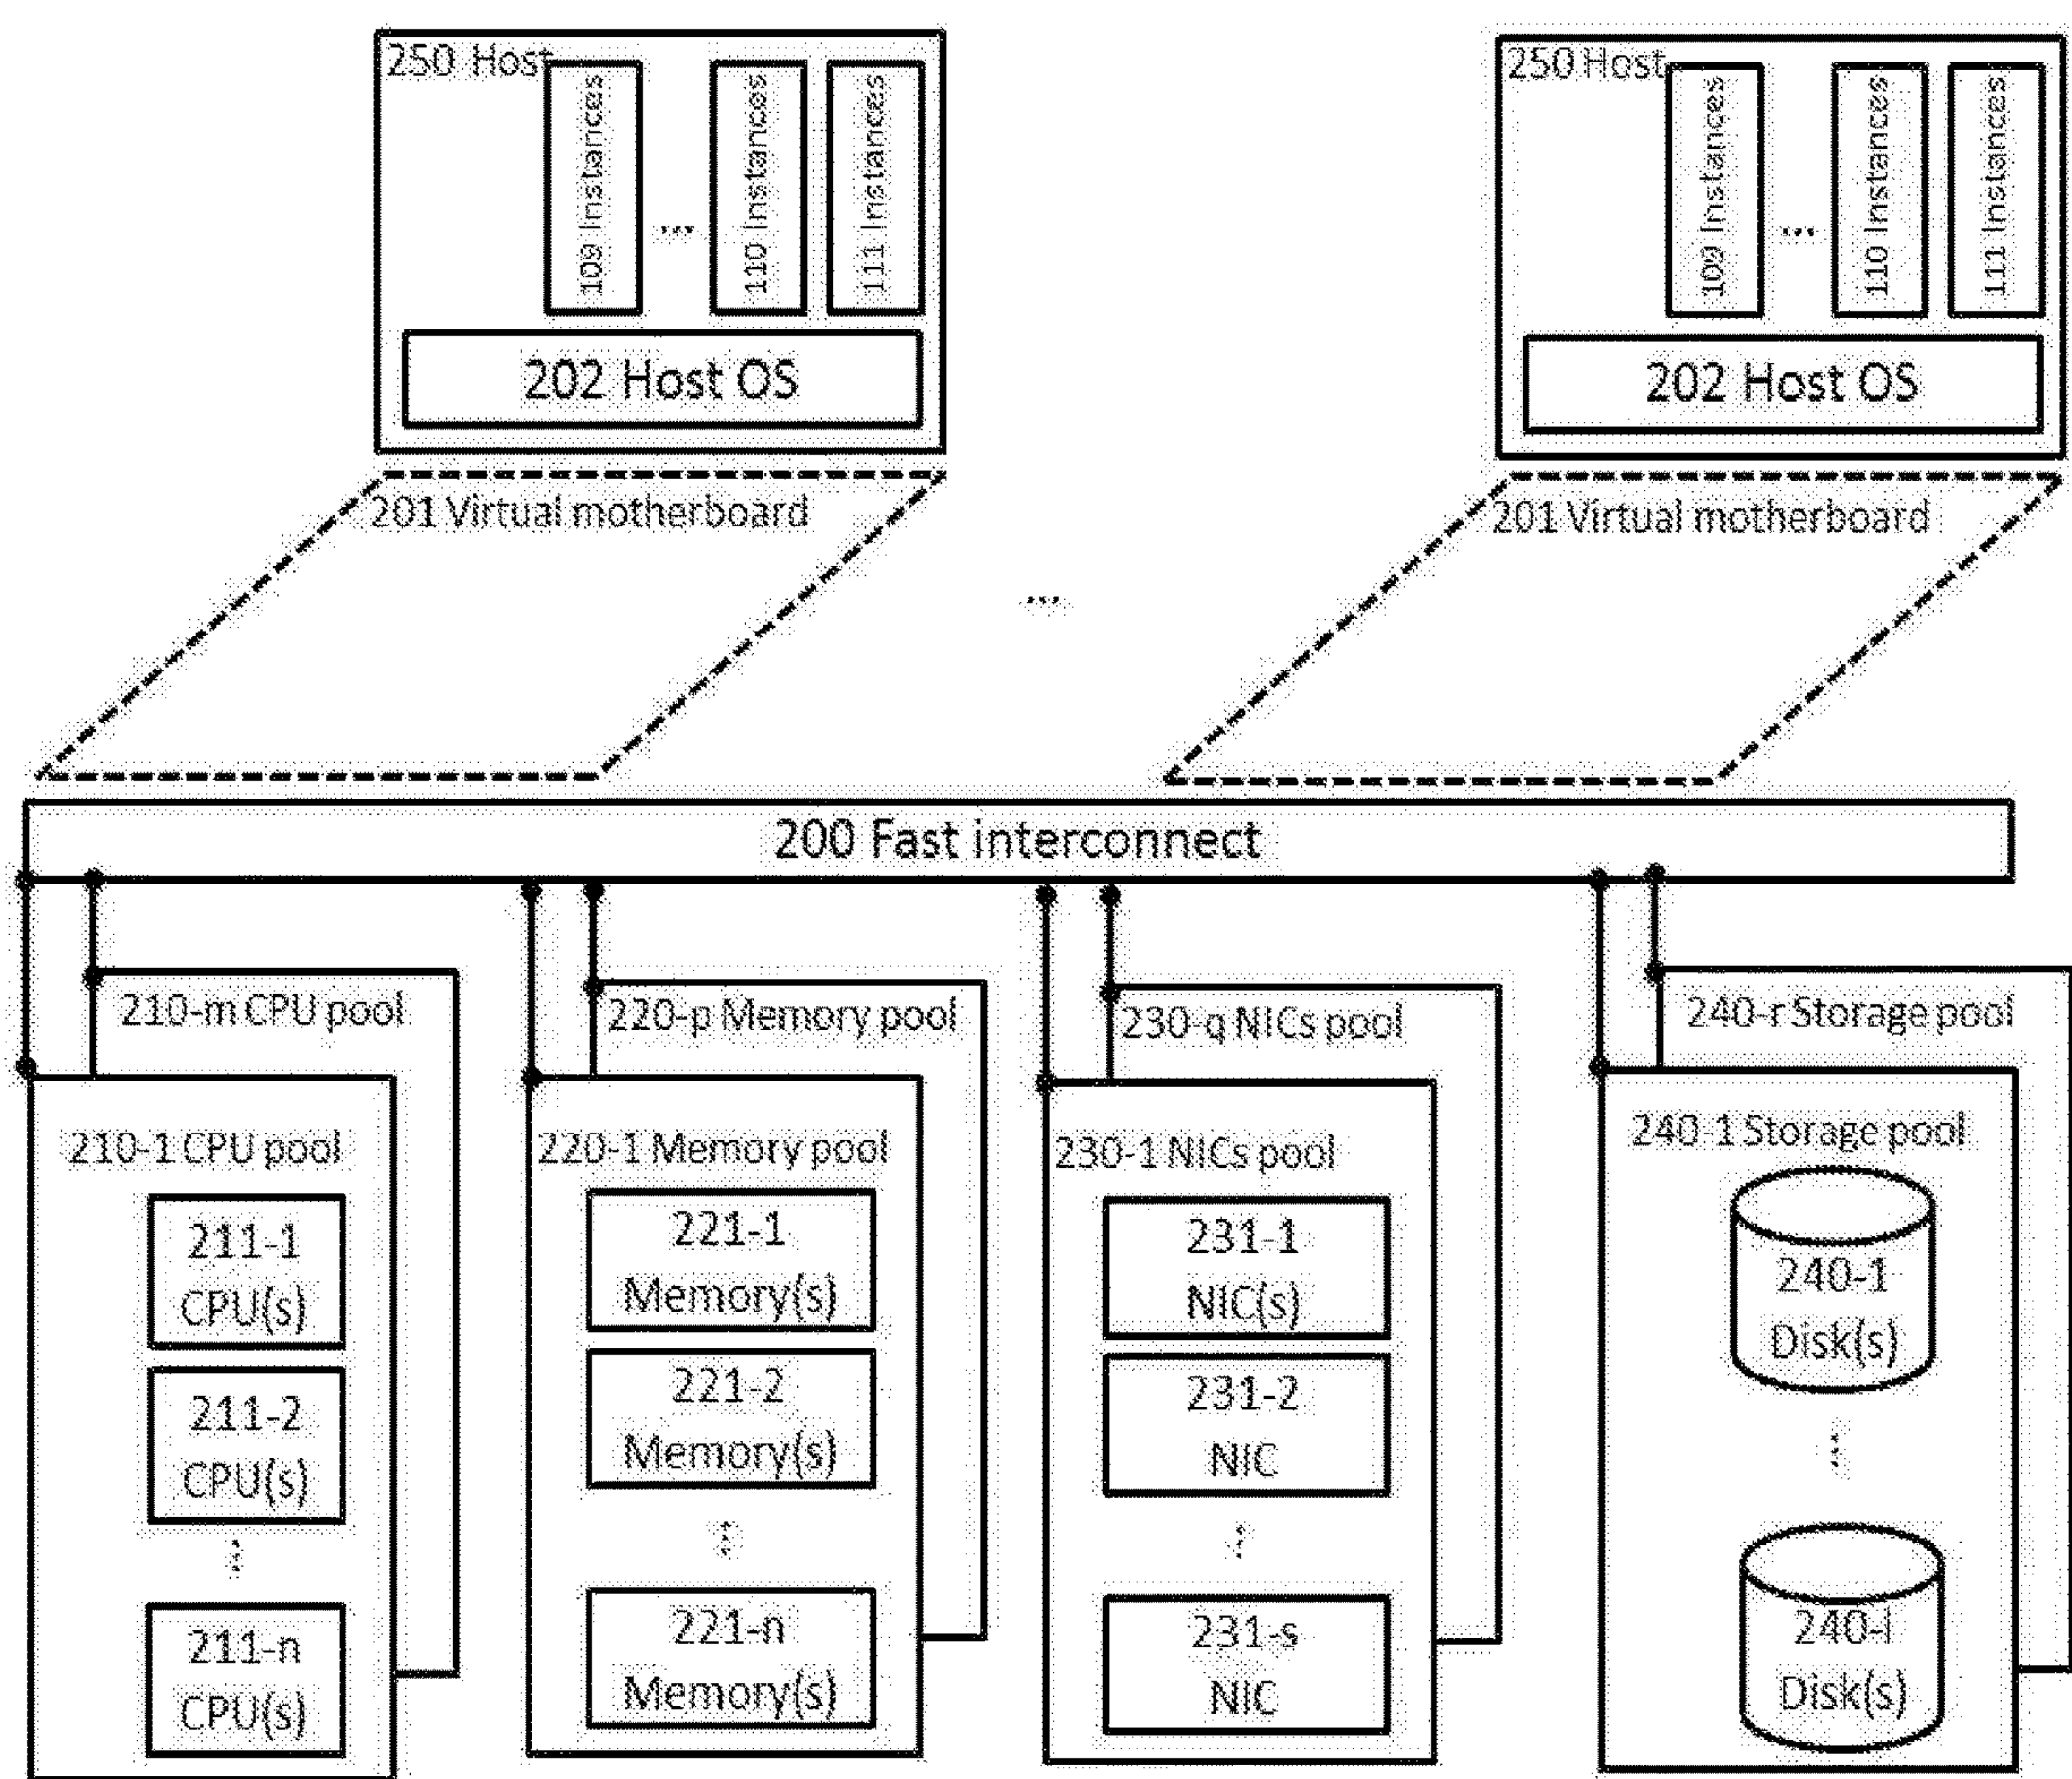 250 Host
109 Instances
...
110 Instances
111 Instances
202 Host OS
250 Host
109 Instances
...
110 Instances
111 Instances
202 Host OS
201 Virtual motherboard
...
201 Virtual motherboard
200 Fast interconnect
210-m CPU pool
220-p Memory pool
230-q NICs pool
240-r Storage pool
210-1 CPU pool
211-1
CPU(s)
211-2
CPU(s)
...
211-n
CPU(s)
220-1 Memory pool
221-1
Memory(s)
221-2
Memory(s)
...
221-n
Memory(s)
230-1 NICs pool
231-1
NIC(s)
231-2
NIC
...
231-s
NIC
240-1 Storage pool
240-1
Disk(s)
...
240-l
Disk(s)